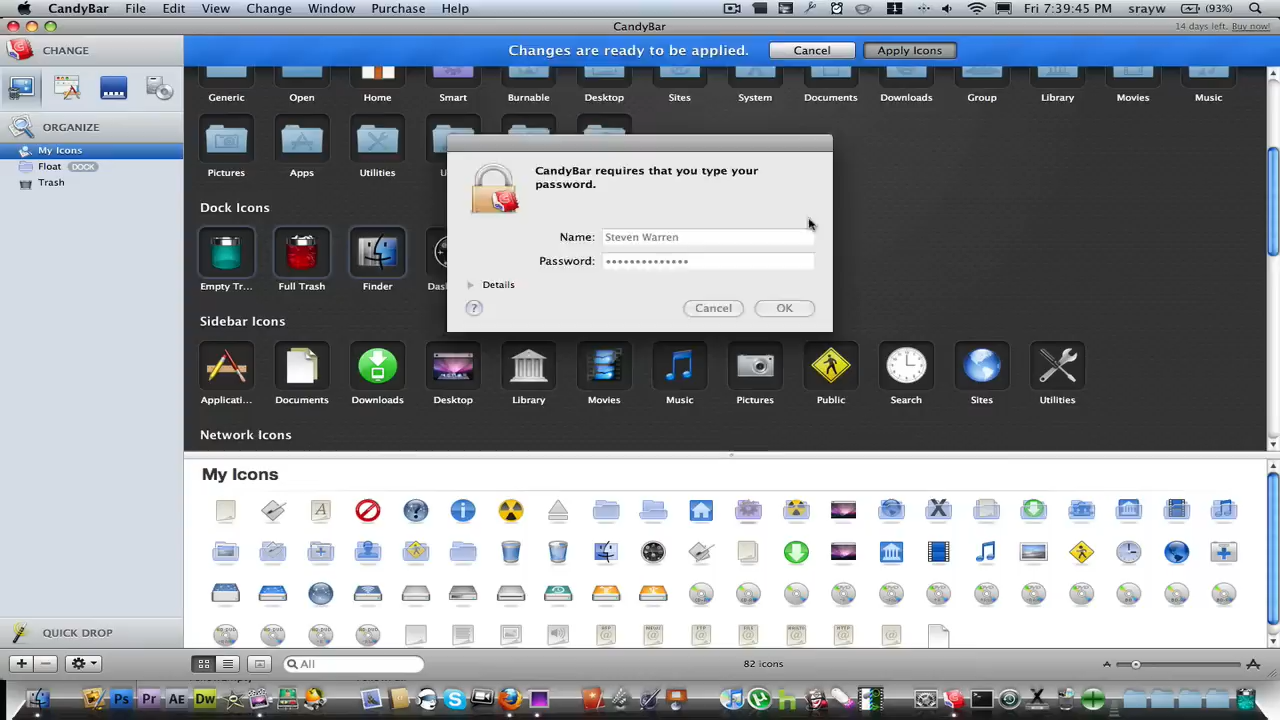 CandyBar File Edit View Change Window Purchase Help (93%) Fri 7:39:45 PM srayw
CandyBar 14 days left. Buy now!
CHANGE
Changes are ready to be applied. Cancel Apply Icons
Generic Open Home Smart Burnable Desktop Sites System Documents Downloads Group Library Movies Music
ORGANIZE
My Icons
Float DOCK
Trash
Pictures Apps Utilities
CandyBar requires that you type your
password.
Name: Steven Warren
Password: ••••••••••••••
Details
? Cancel OK
Dock Icons
Empty Tr... Full Trash Finder
Sidebar Icons
Applicati... Documents Downloads Desktop Library Movies Music Pictures Public Search Sites Utilities
Network Icons
My Icons
QUICK DROP
All
82 icons
Ps Pr AE Dw